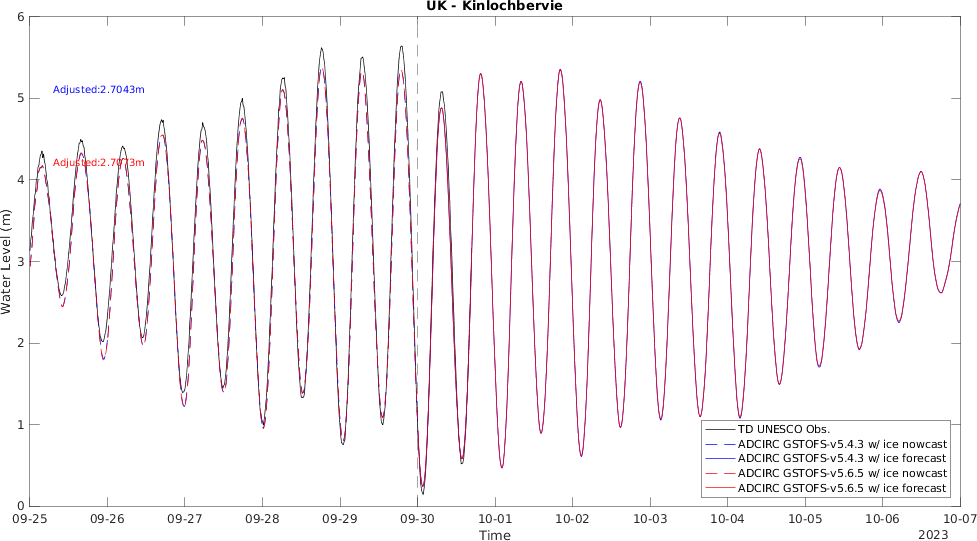 UK - Kinlochbervie
6
5
4
3
2
1
0
Water Level (m)
Adjusted:2.7043m
Adjusted:2.7073m
TD UNESCO Obs.
ADCIRC GSTOFS-v5.4.3 w/ ice nowcast
ADCIRC GSTOFS-v5.4.3 w/ ice forecast
ADCIRC GSTOFS-v5.6.5 w/ ice nowcast
ADCIRC GSTOFS-v5.6.5 w/ ice forecast
09-25 09-26 09-27 09-28 09-29 09-30 10-01 10-02 10-03 10-04 10-05 10-06 10-07
Time
2023